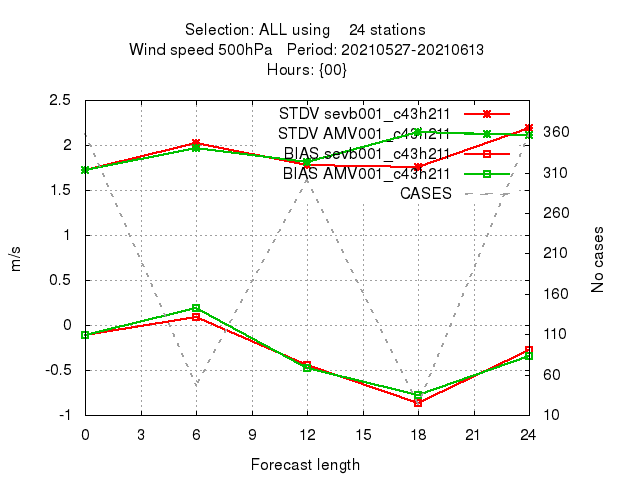 Selection: ALL using 24 stations
Wind speed 500hPa Period: 20210527-20210613
Hours: {00}
2.5
2
1.5
1
0.5
0
-0.5
-1
m/s
STDV sevb001_c43h211
STDV AMV001_c43h211
BIAS sevb001_c43h211
BIAS AMV001_c43h211
CASES
360
310
260
210
160
110
60
10
No cases
0 3 6 9 12 15 18 21 24
Forecast length